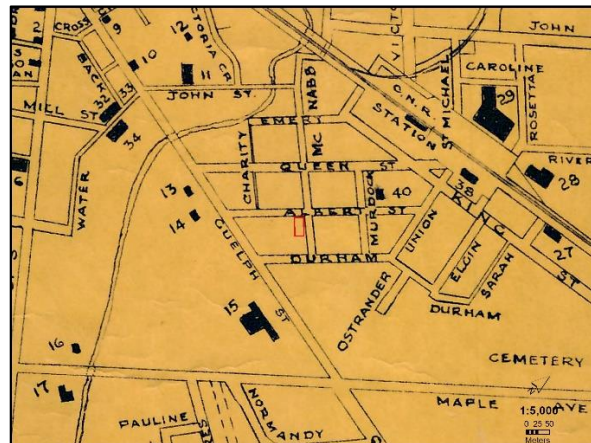 CROSS
9
2
BACK
10
12
TORIA CR.
11
JOHN ST.
MILL ST
32
33
34
6
WATER
CHARITY
EMERY
MC NABB
QUEEN ST
ALBERT ST
MURDOCK
40
DURHAM
13
14
GUELPH ST
15
16
17
OSTRANDER
UNION
ELGIN
SARAH
DURHAM
KING ST
38
C.N.R.
STATION
ST MICHAEL
VICTO
JOHN
CAROLINE
29
ROSETTA
RIVER
28
27
CEMETERY
MAPLE AVE
PAULINE
NORMANDY
1:5,000
0 25 50
Meters